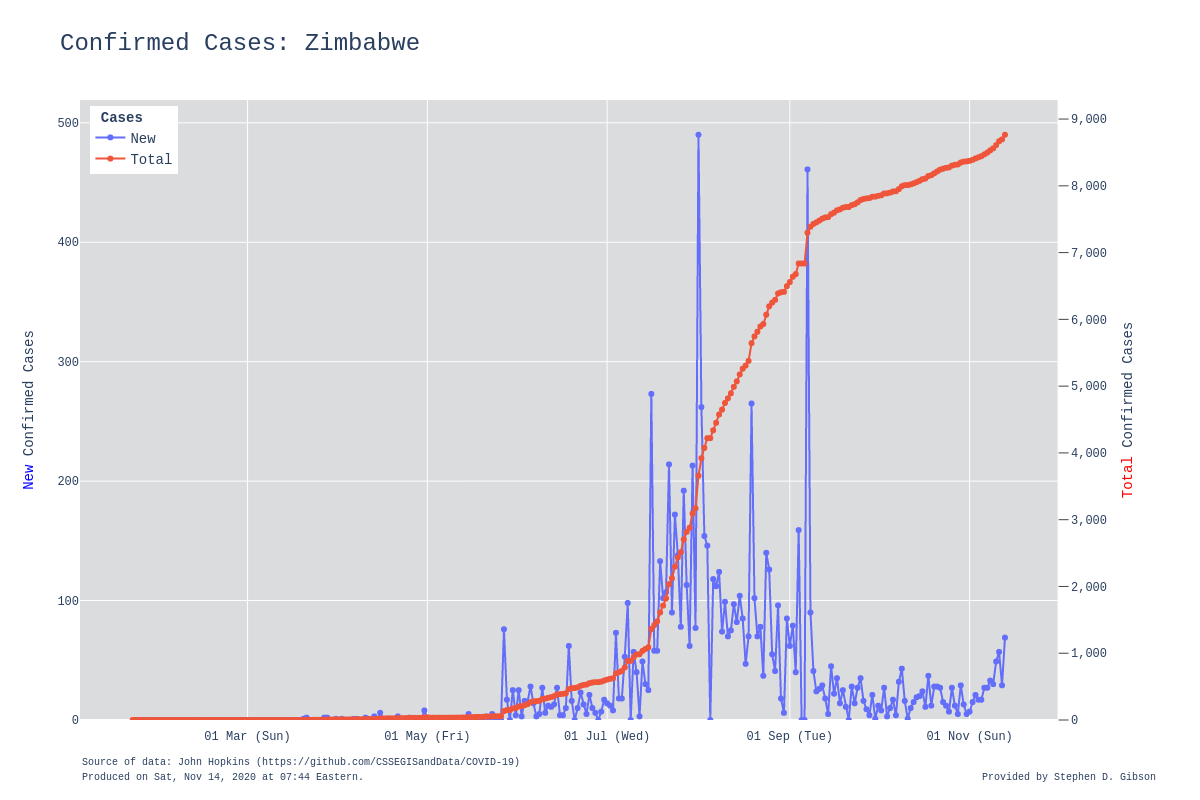 Confirmed Cases: Zimbabwe
Cases
New
Total
500
400
300
200
100
0
9,000
8,000
7,000
6,000
5,000
4,000
3,000
2,000
1,000
0
New Confirmed Cases
Total Confirmed Cases
01 Mar (Sun)
01 May (Fri)
01 Jul (Wed)
01 Sep (Tue)
01 Nov (Sun)
Source of data: John Hopkins (https://github.com/CSSEGISandData/COVID-19)
Produced on Sat, Nov 14, 2020 at 07:44 Eastern.
Provided by Stephen D. Gibson